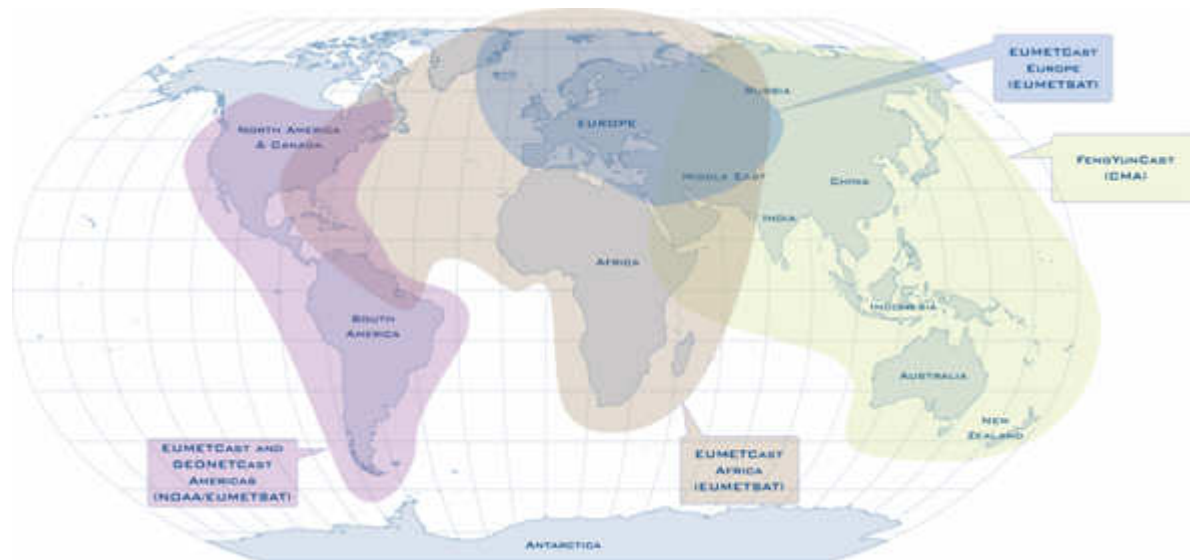 EUMETCast
Europe
(EUMETSAT)
Russia
North America
& Canada
Europe
FengYunCast
(CMA)
Middle East
China
India
Africa
Indonesia
South
America
Australia
New
Zealand
EUMETCast and
GEONETCast
Americas
(NOAA/EUMETSAT)
EUMETCast
Africa
(EUMETSAT)
Antarctica